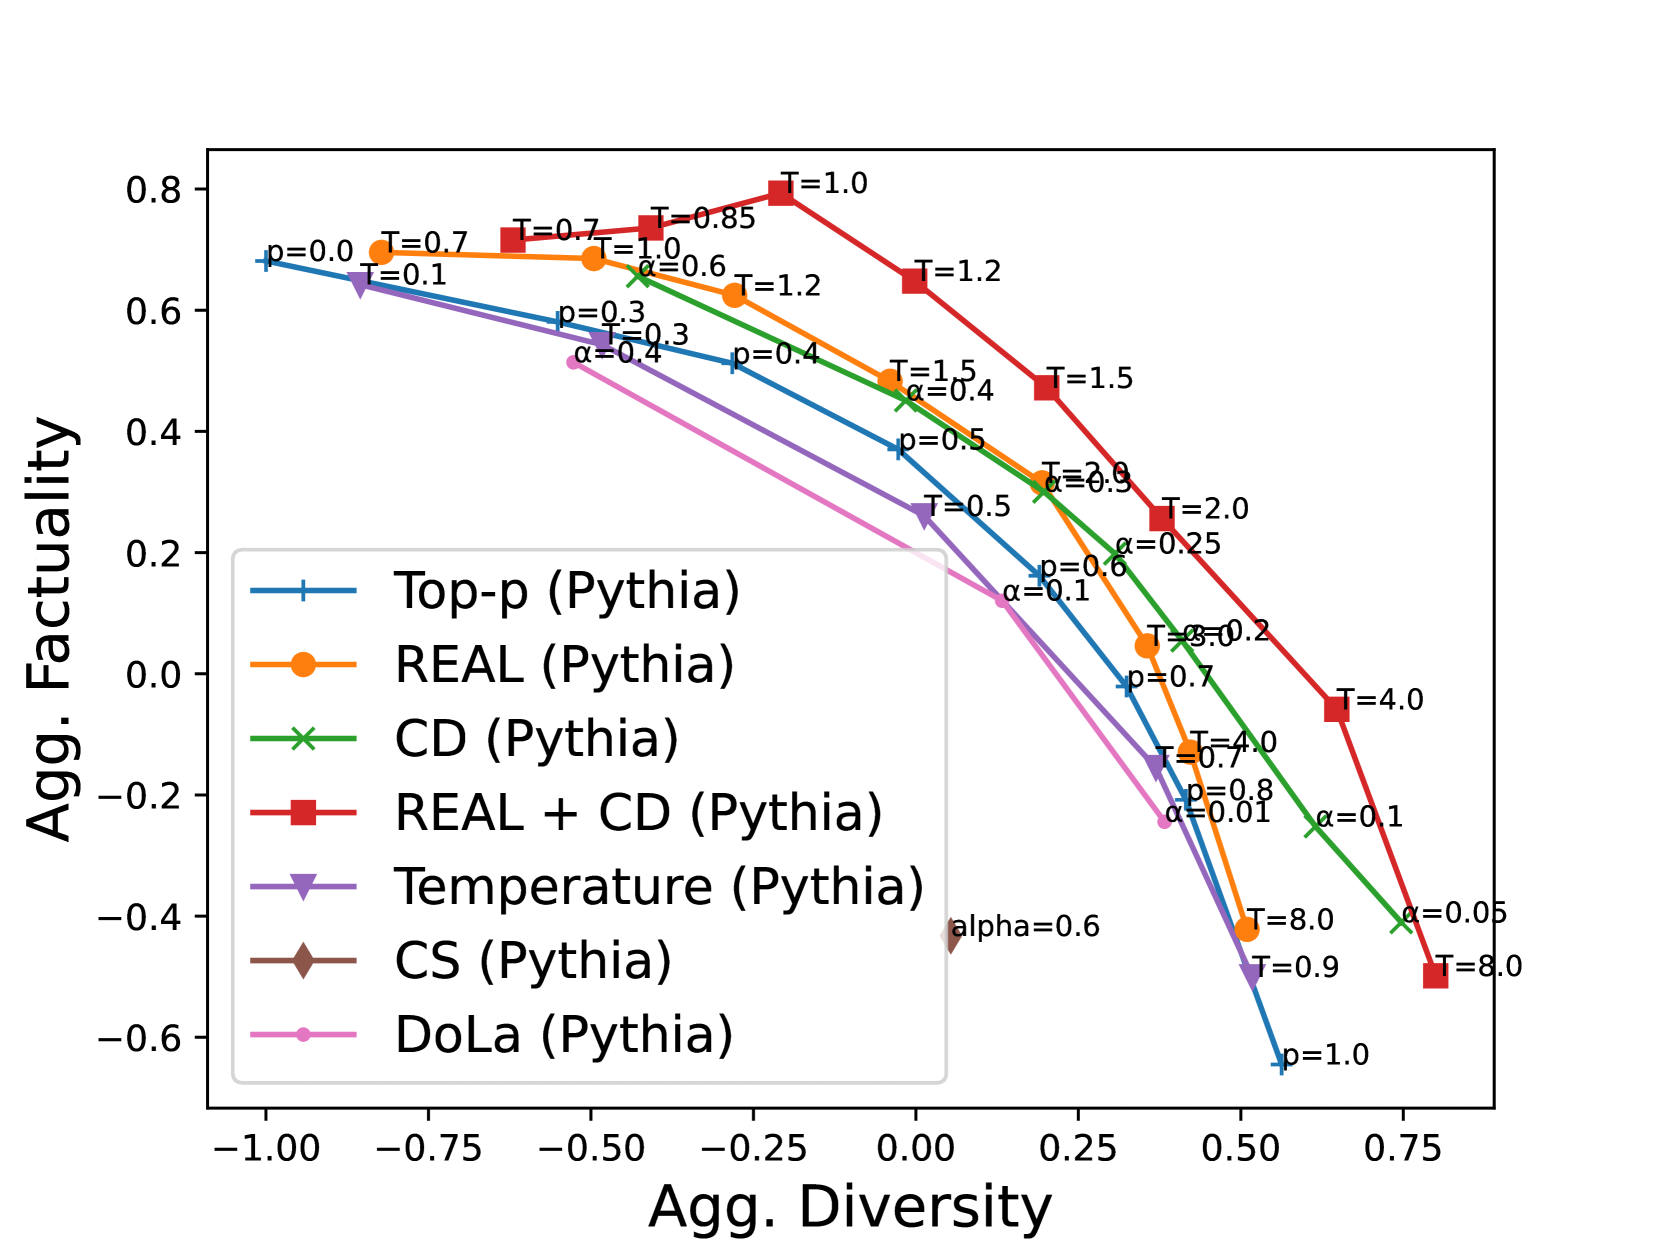 0.8
0.6
0.4
0.2
0.0
−0.2
−0.4
−0.6
Agg. Factuality
T=1.0
T=0.85
T=0.7
T=0.7
p=0.0
T=1.0
α=0.6
T=0.1
T=1.2
T=1.2
p=0.3
T=0.3
α=0.4
p=0.4
T=1.5
T=1.5
α=0.4
p=0.5
T=2.0
α=0.3
T=0.5
T=2.0
α=0.25
p=0.6
α=0.1
T=3.0
α=0.2
p=0.7
T=4.0
T=4.0
T=0.7
p=0.8
α=0.01
α=0.1
T=8.0
α=0.05
alpha=0.6
T=0.9
T=8.0
p=1.0
Top-p (Pythia)
REAL (Pythia)
CD (Pythia)
REAL + CD (Pythia)
Temperature (Pythia)
CS (Pythia)
DoLa (Pythia)
−1.00
−0.75
−0.50
−0.25
0.00
0.25
0.50
0.75
Agg. Diversity